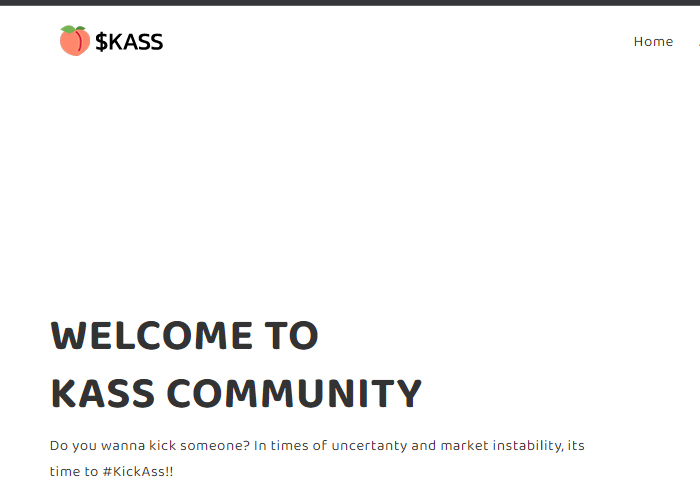 $KASS
Home
WELCOME TO
KASS COMMUNITY
Do you wanna kick someone? In times of uncertanty and market instability, its
time to #KickAss!!